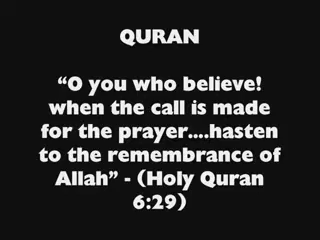 QURAN
“O you who believe!
when the call is made
for the prayer....hasten
to the remembrance of
Allah” - (Holy Quran
6:29)